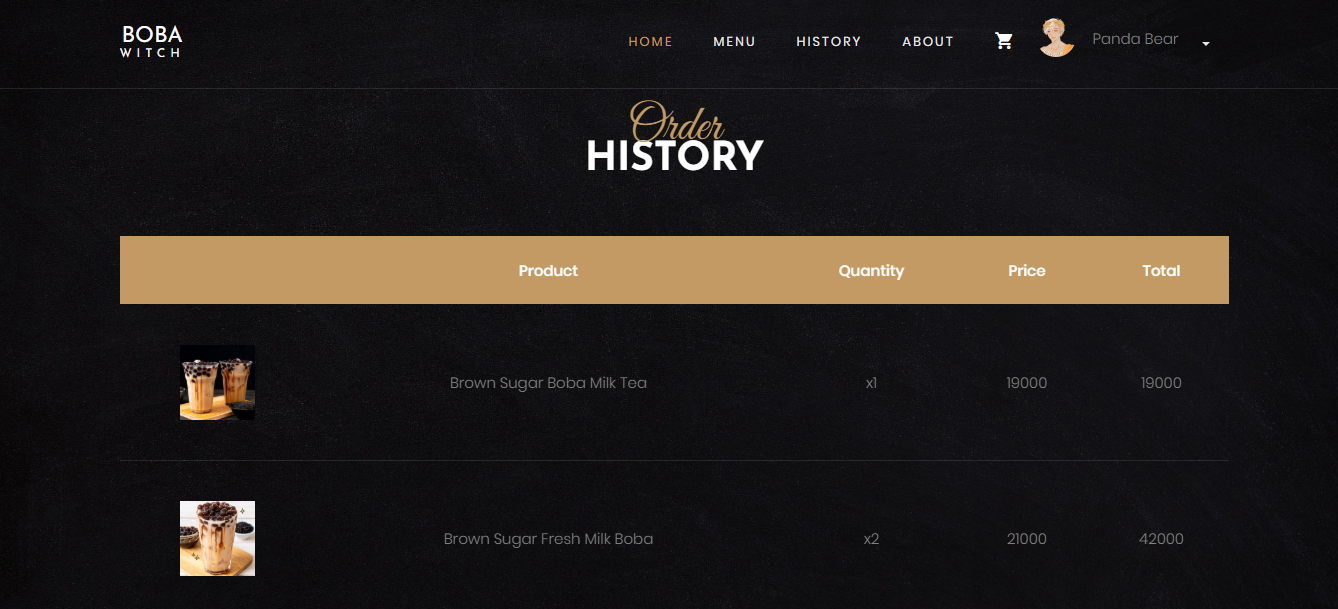 BOBA
WITCH
HOME MENU HISTORY ABOUT Panda Bear
Order
HISTORY
Product Quantity Price Total
Brown Sugar Boba Milk Tea x1 19000 19000
Brown Sugar Fresh Milk Boba x2 21000 42000